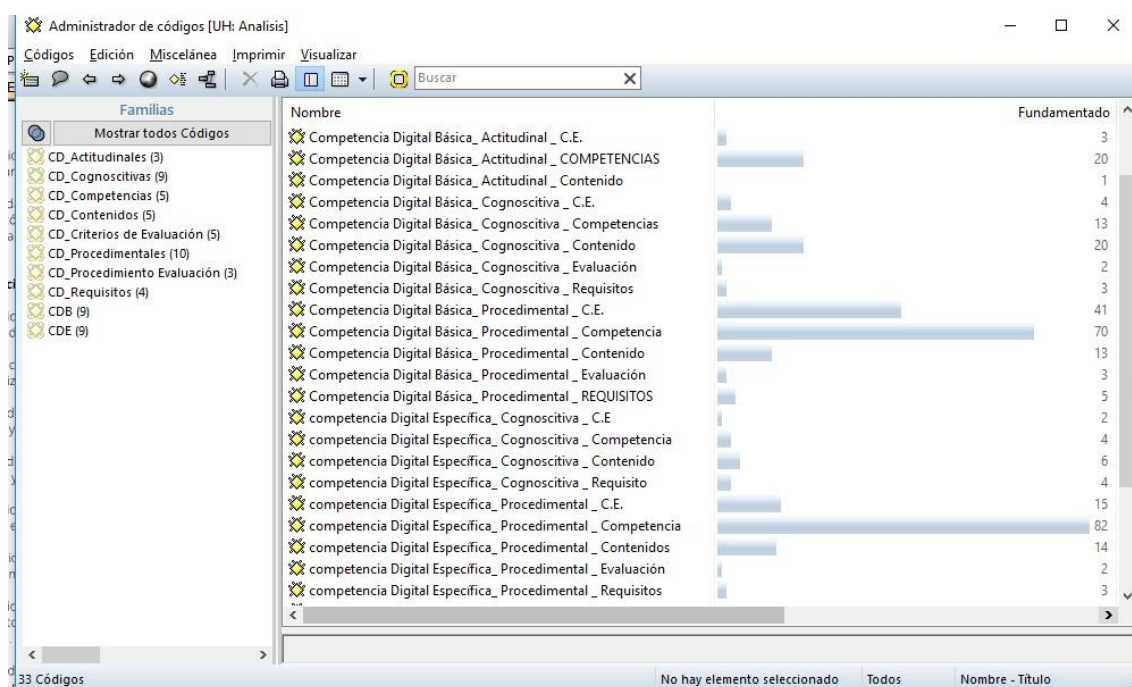 Administrador de códigos [UH: Analisis]
Códigos Edición Miscelánea Imprimir Visualizar
Buscar
Familias
Mostrar todos Códigos
CD_Actitudinales (3)
CD_Cognoscitivas (9)
CD_Competencias (5)
CD_Contenidos (5)
CD_Criterios de Evaluación (5)
CD_Procedimentales (10)
CD_Procedimiento Evaluación (3)
CD_Requisitos (4)
CDB (9)
CDE (9)
Nombre Fundamentado
Competencia Digital Básica_ Actitudinal _ C.E. 3
Competencia Digital Básica_ Actitudinal _ COMPETENCIAS 20
Competencia Digital Básica_ Actitudinal _ Contenido 1
Competencia Digital Básica_ Cognoscitiva _ C.E. 4
Competencia Digital Básica_ Cognoscitiva _ Competencias 13
Competencia Digital Básica_ Cognoscitiva _ Contenido 20
Competencia Digital Básica_ Cognoscitiva _ Evaluación 2
Competencia Digital Básica_ Cognoscitiva _ Requisitos 3
Competencia Digital Básica_ Procedimental _ C.E. 41
Competencia Digital Básica_ Procedimental _ Competencia 70
Competencia Digital Básica_ Procedimental _ Contenido 13
Competencia Digital Básica_ Procedimental _ Evaluación 3
Competencia Digital Básica_ Procedimental _ REQUISITOS 5
competencia Digital Específica_ Cognoscitiva _ C.E 2
competencia Digital Específica_ Cognoscitiva _ Competencia 4
competencia Digital Específica_ Cognoscitiva _ Contenido 6
competencia Digital Específica_ Cognoscitiva _ Requisito 4
competencia Digital Específica_ Procedimental _ C.E. 15
competencia Digital Específica_ Procedimental _ Competencia 82
competencia Digital Específica_ Procedimental _ Contenidos 14
competencia Digital Específica_ Procedimental _ Evaluación 2
competencia Digital Específica_ Procedimental _ Requisitos 3
33 Códigos No hay elemento seleccionado Todos Nombre - Título